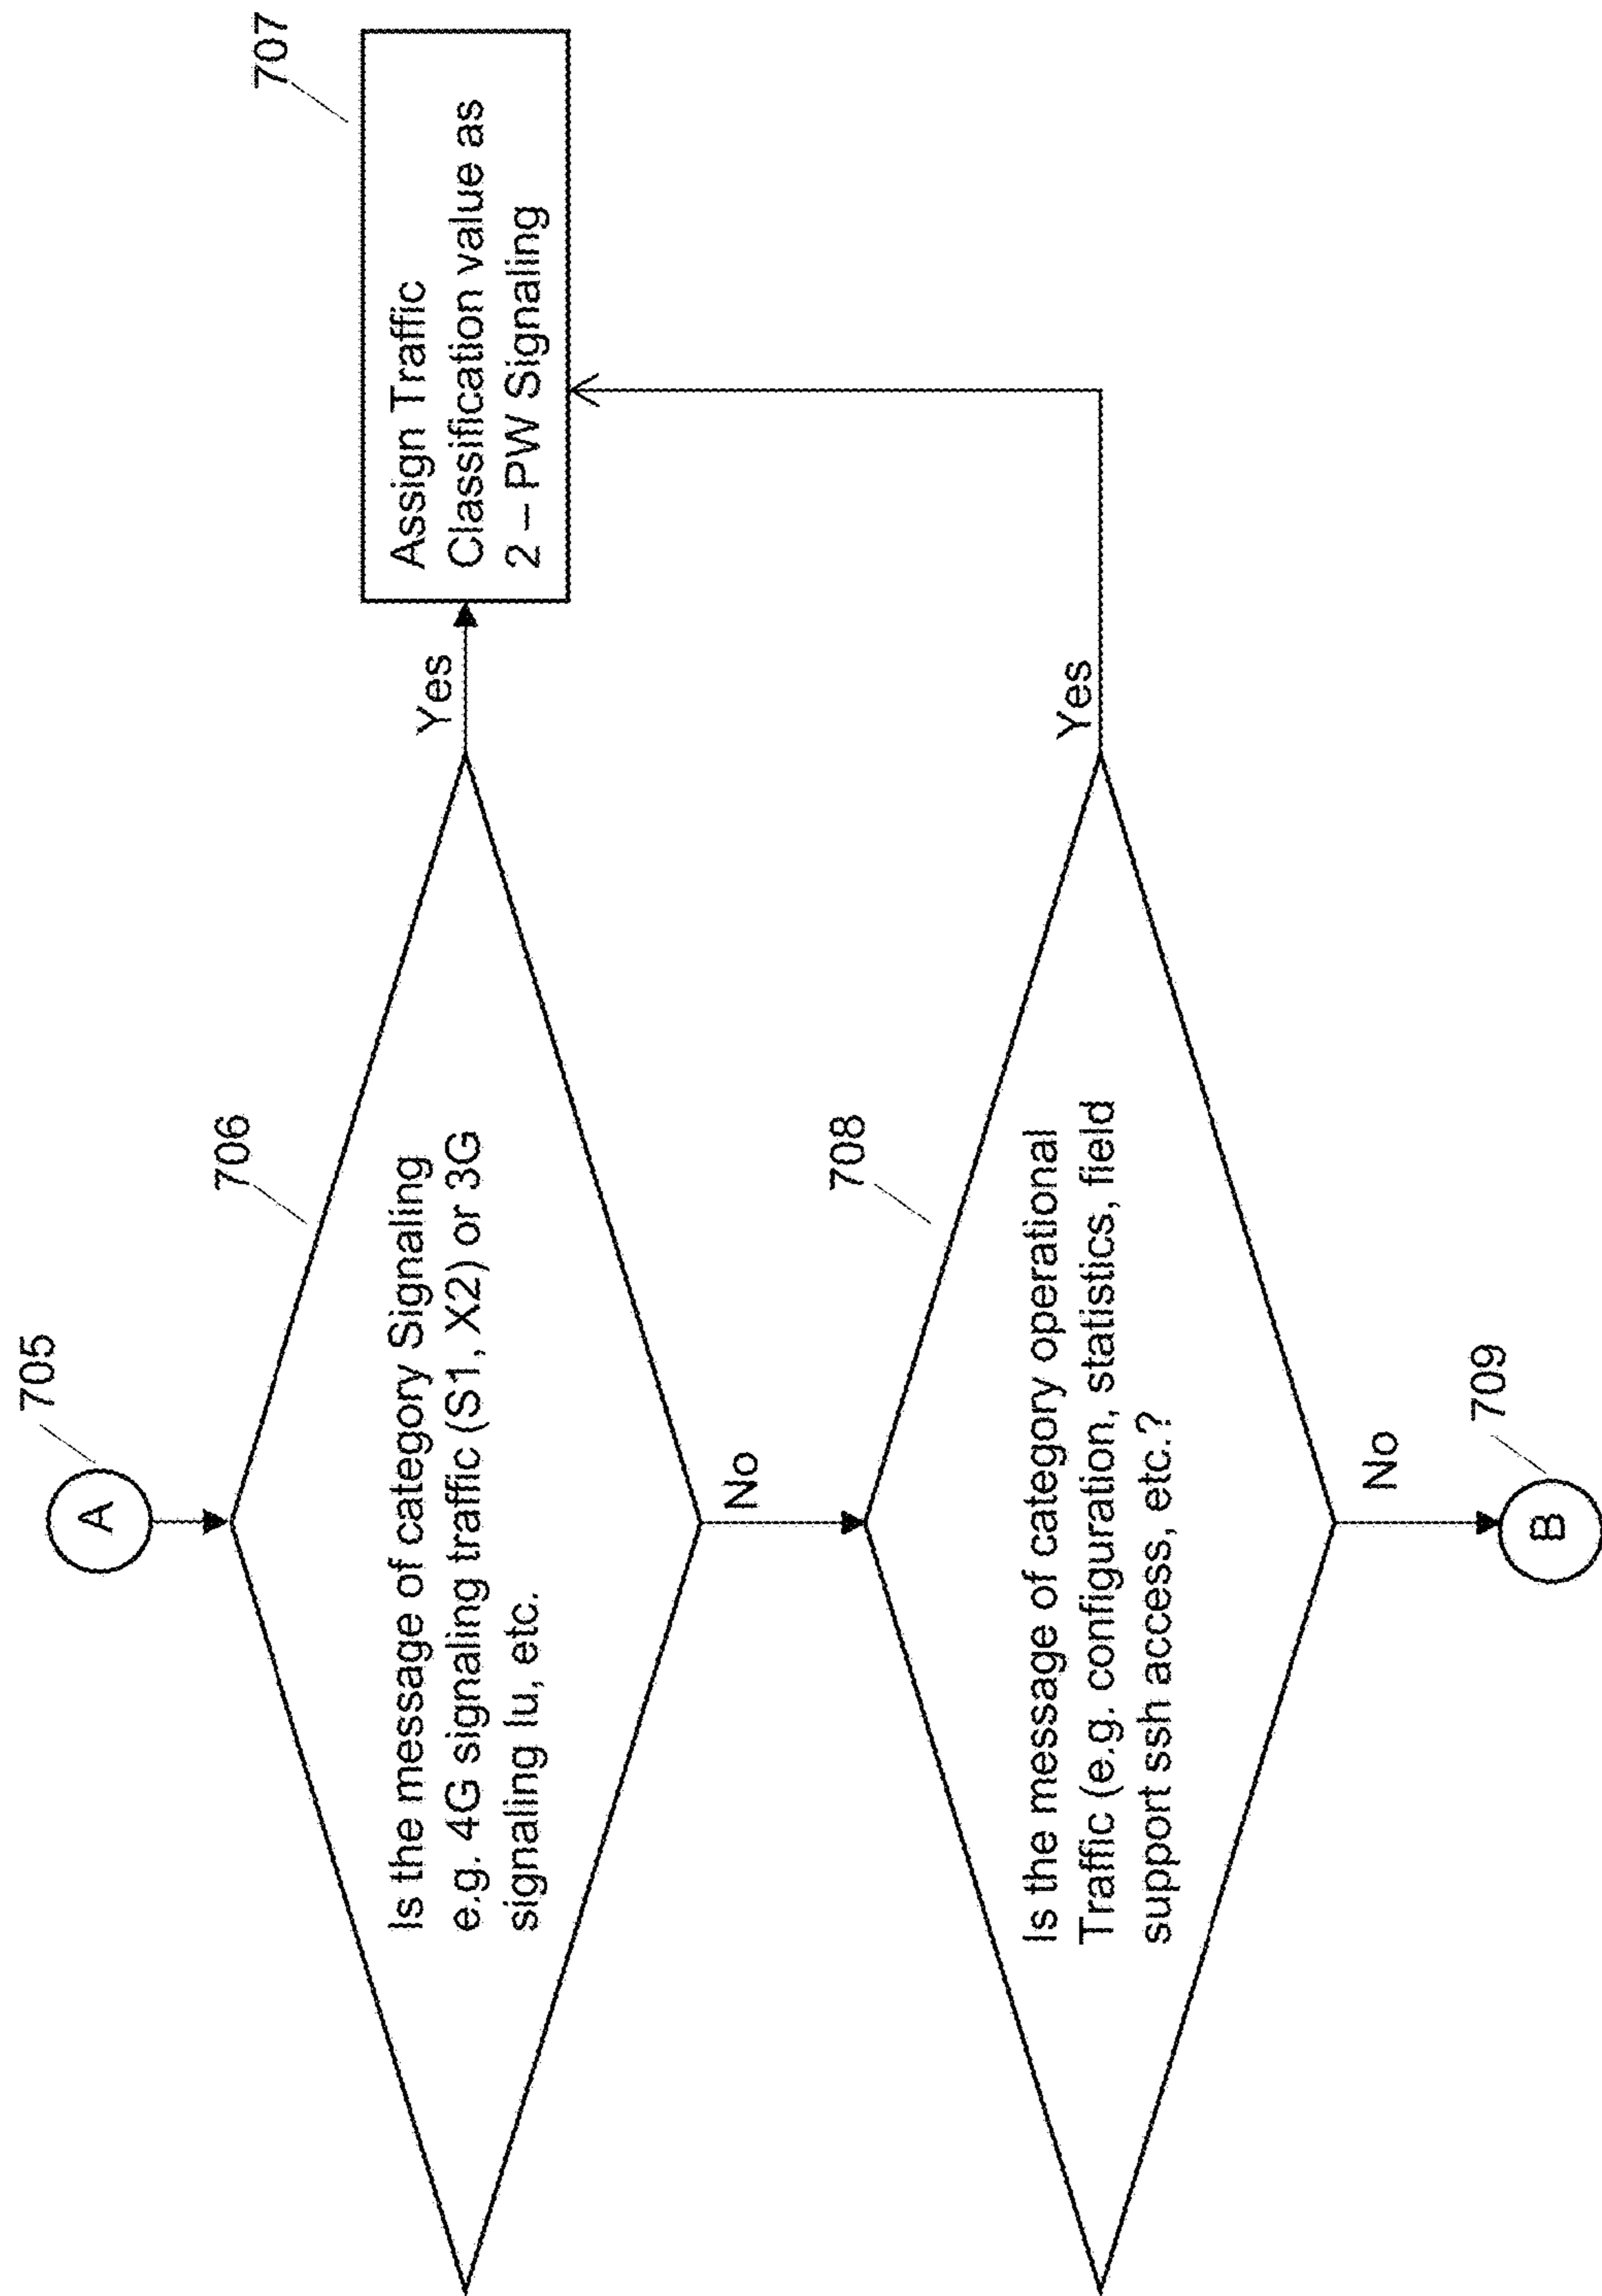 705
A
706
Is the message of category Signaling
e.g. 4G signaling traffic (S1, X2) or 3G
signaling Iu, etc.
Yes
707
Assign Traffic
Classification value as
2 – PW Signaling
No
708
Is the message of category operational
Traffic (e.g. configuration, statistics, field
support ssh access, etc.?
Yes
No
709
B